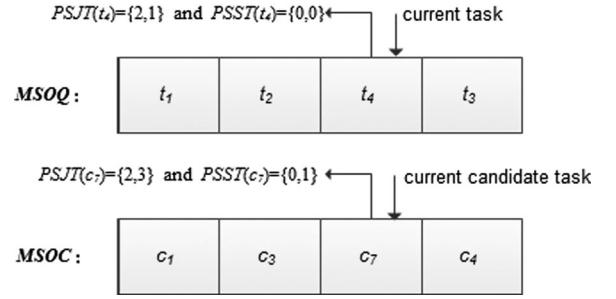 PSJT(t₄)={2,1} and PSST(t₄)={0,0} current task
MSOQ: t₁ t₂ t₄ t₃
PSJT(c₇)={2,3} and PSST(c₇)={0,1} current candidate task
MSOC: c₁ c₃ c₇ c₄